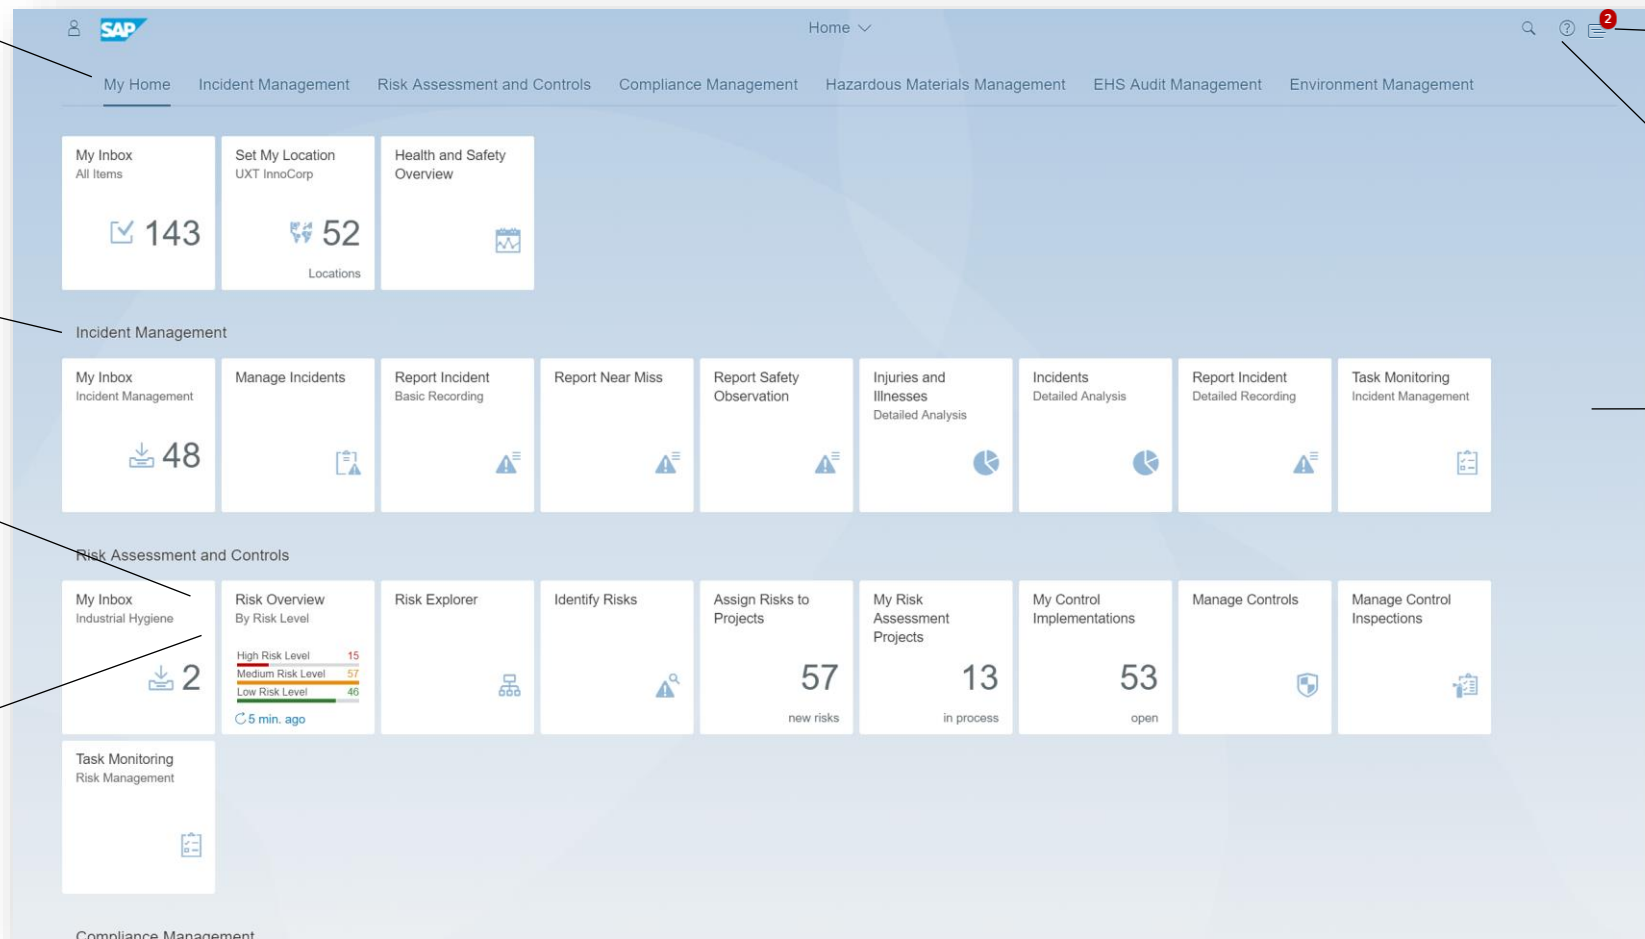 SAP
Home
2
My Home Incident Management Risk Assessment and Controls Compliance Management Hazardous Materials Management EHS Audit Management Environment Management
My Inbox
All Items
143
Set My Location
UXT InnoCorp
52
Locations
Health and Safety
Overview
Incident Management
My Inbox
Incident Management
48
Manage Incidents
Report Incident
Basic Recording
Report Near Miss
Report Safety
Observation
Injuries and
Illnesses
Detailed Analysis
Incidents
Detailed Analysis
Report Incident
Detailed Recording
Task Monitoring
Incident Management
Risk Assessment and Controls
My Inbox
Industrial Hygiene
2
Risk Overview
By Risk Level
High Risk Level 15
Medium Risk Level 57
Low Risk Level 46
5 min. ago
Risk Explorer
Identify Risks
Assign Risks to
Projects
57
new risks
My Risk
Assessment
Projects
13
in process
My Control
Implementations
53
open
Manage Controls
Manage Control
Inspections
Task Monitoring
Risk Management
Compliance Management